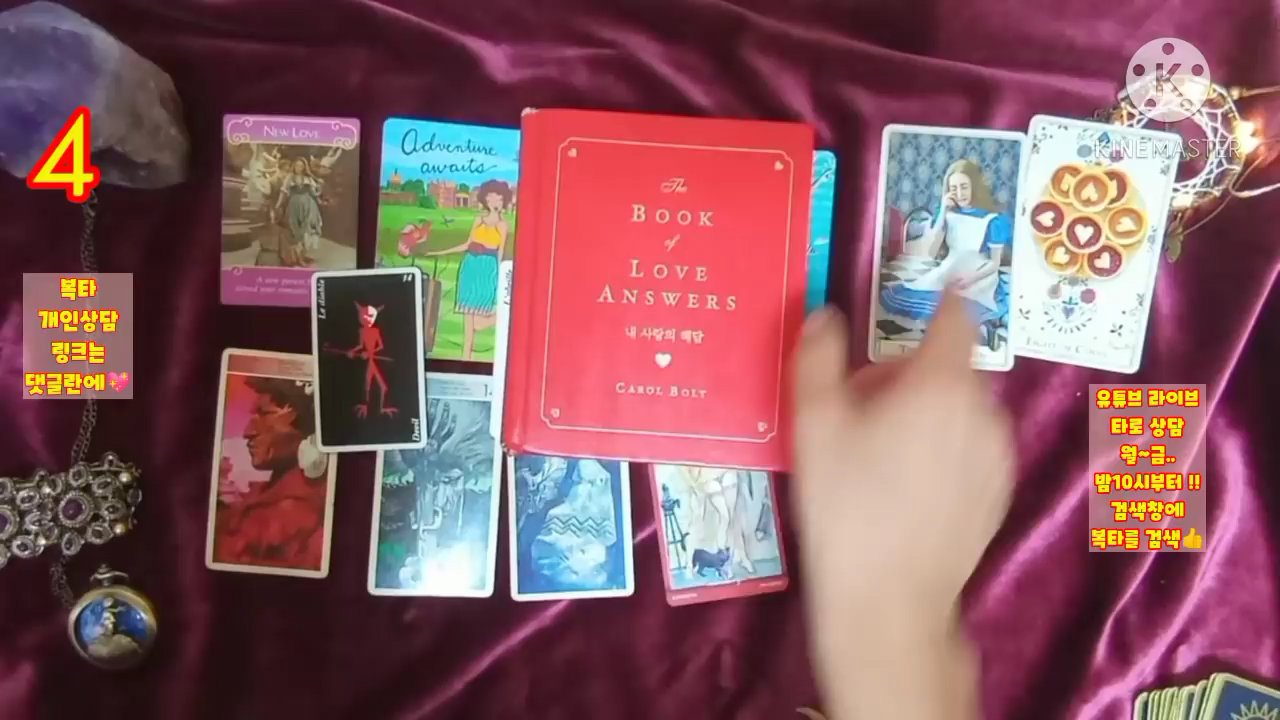 4
복타
개인상담
링크는
댓글란에💖
NEW LOVE
A new person
Adventure
awaits
Le diable
14
Devil
The
BOOK
of
LOVE
ANSWERS
내 사랑의 해답
CAROL BOLT
K
KINEMASTER
유튜브 라이브
타로 상담
월~금..
밤10시부터 !!
검색창에
복타를 검색👍